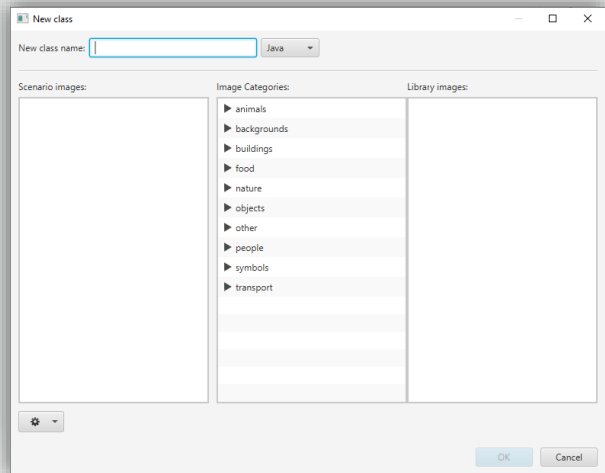 New class
New class name:
Java
Scenario images:
Image Categories:
Library images:
animals
backgrounds
buildings
food
nature
objects
other
people
symbols
transport
OK
Cancel